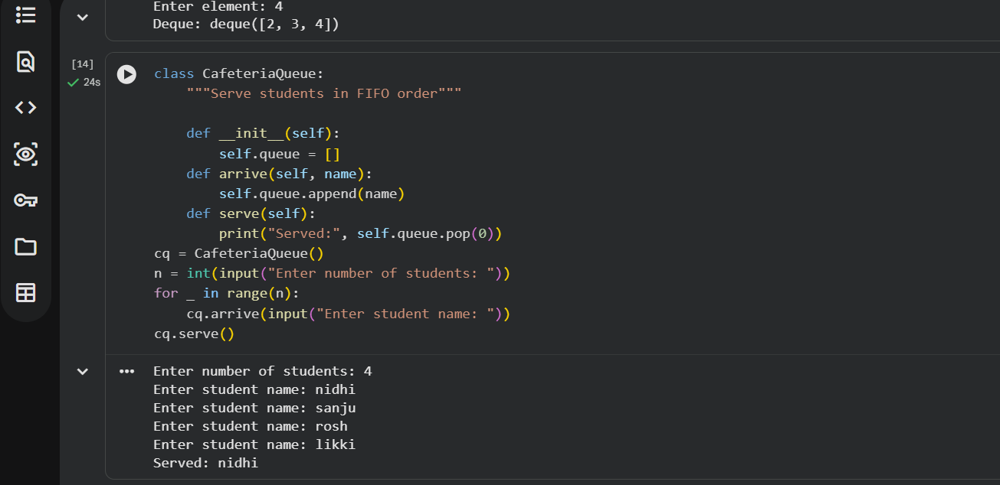 Enter element: 4
Deque: deque([2, 3, 4])
[14]
24s
class CafeteriaQueue:
    """Serve students in FIFO order"""
    def __init__(self):
        self.queue = []
    def arrive(self, name):
        self.queue.append(name)
    def serve(self):
        print("Served:", self.queue.pop(0))
cq = CafeteriaQueue()
n = int(input("Enter number of students: "))
for _ in range(n):
    cq.arrive(input("Enter student name: "))
cq.serve()
Enter number of students: 4
Enter student name: nidhi
Enter student name: sanju
Enter student name: rosh
Enter student name: likki
Served: nidhi